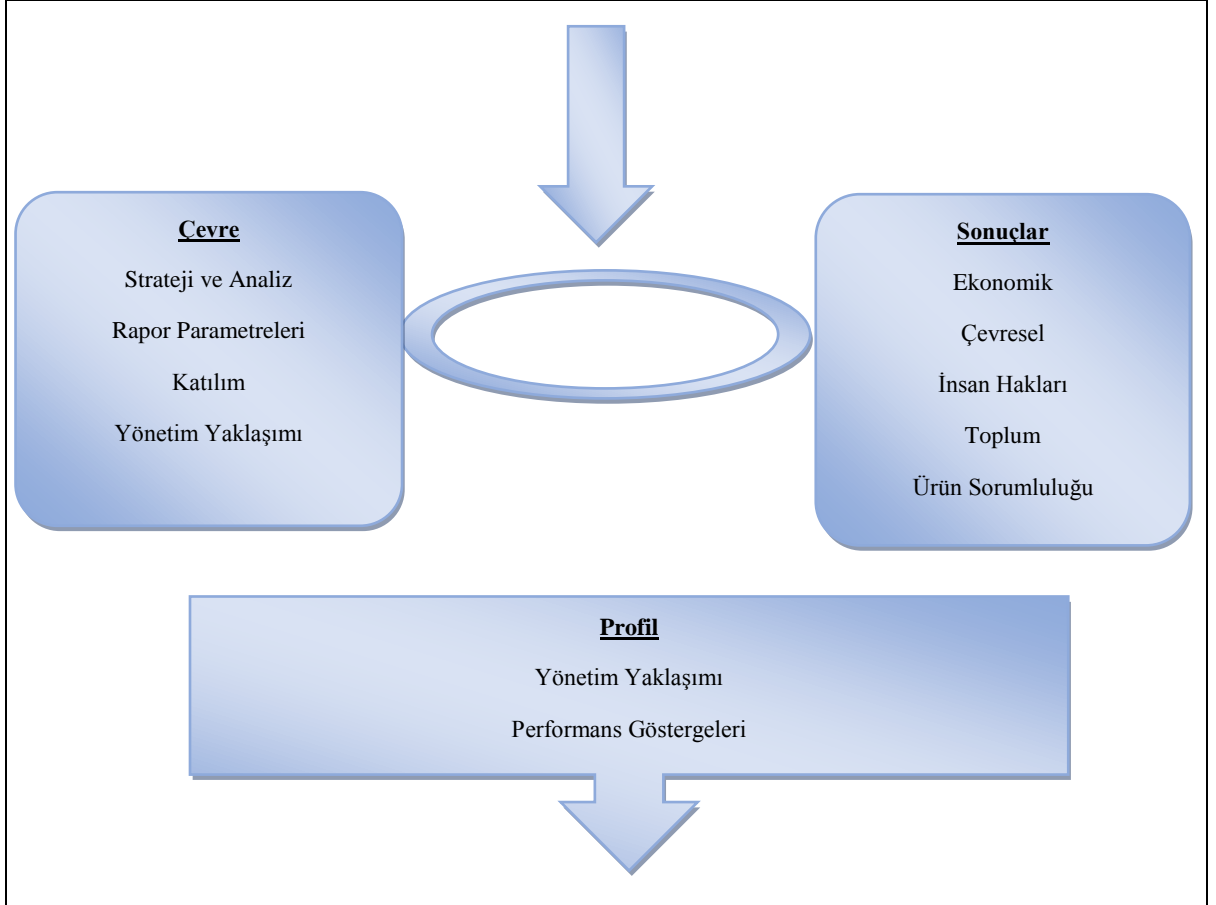 Çevre
Strateji ve Analiz
Rapor Parametreleri
Katılım
Yönetim Yaklaşımı
Sonuçlar
Ekonomik
Çevresel
İnsan Hakları
Toplum
Ürün Sorumluluğu
Profil
Yönetim Yaklaşımı
Performans Göstergeleri